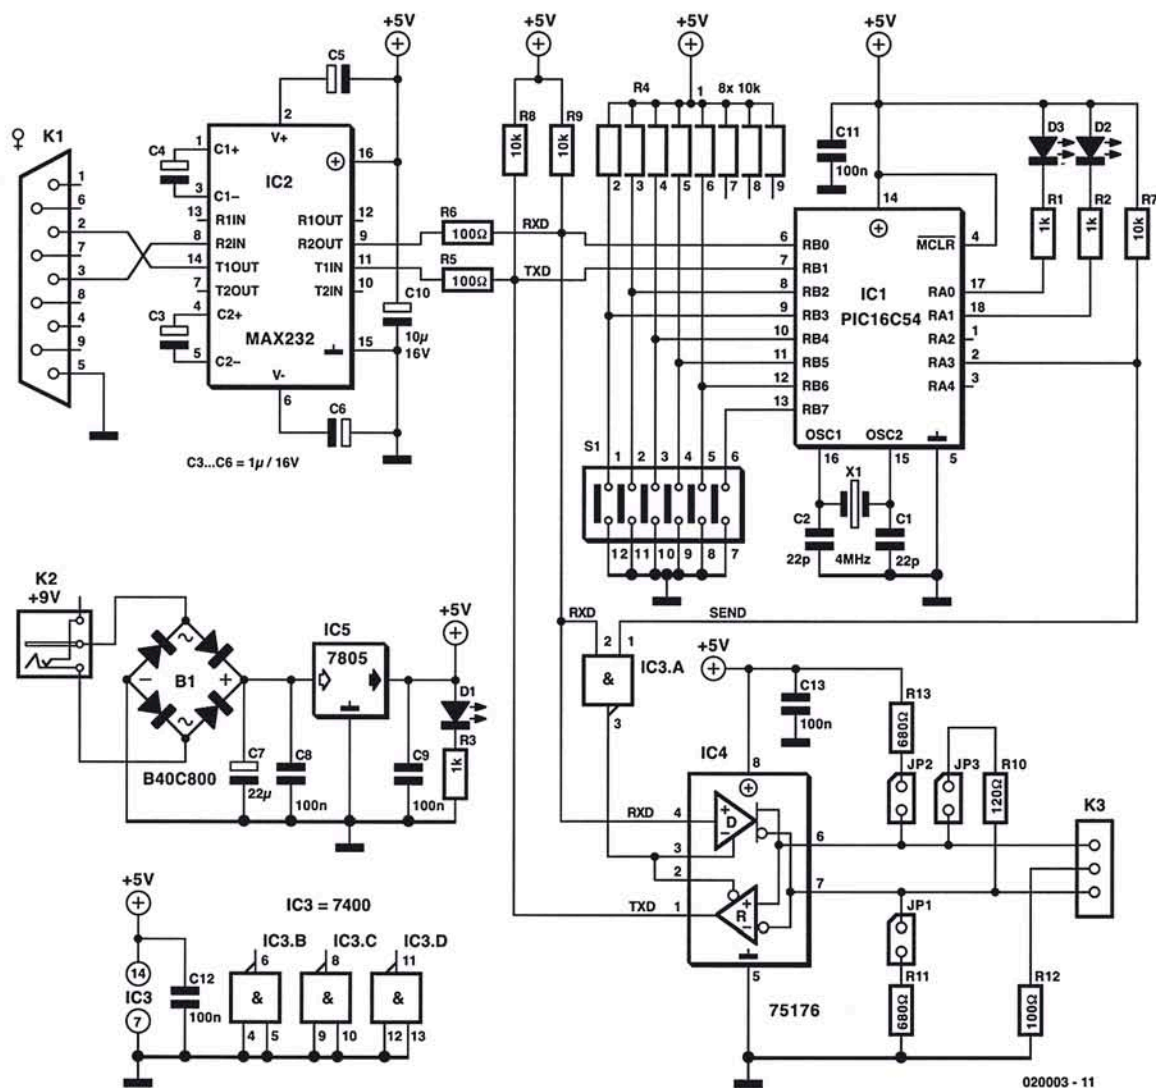 +5V
+5V
+5V
+5V
C5
2
V+
♀
K1
C4
1
C1+
16
IC2
3
C1–
13
R1IN
R1OUT
12
8
R2IN
R2OUT
9
14
T1OUT
T1IN
11
7
T2OUT
T2IN
10
4
C2+
C3
MAX232
15
5
C2–
V-
6
C6
C10
10µ
16V
C3...C6 = 1µ / 16V
1
6
2
7
3
8
4
9
5
R8
10k
R9
10k
R6
100Ω
RXD
R5
100Ω
TXD
R4
1
8x 10k
2
3
4
5
6
7
8
9
C11
100n
D3
D2
R1
1k
R2
1k
R7
10k
14
MCLR
4
6
RB0
7
RB1
8
RB2
9
RB3
10
RB4
11
RB5
12
RB6
13
RB7
IC1
PIC16C54
RA0
17
RA1
18
RA2
1
RA3
2
RA4
3
OSC1
OSC2
16
15
5
X1
C2
22p
4MHz
C1
22p
S1
1
2
3
4
5
6
12
11
10
9
8
7
K2
+9V
B1
~
~
–
+
B40C800
IC5
7805
+5V
D1
R3
1k
C7
22µ
C8
100n
C9
100n
RXD
SEND
2
1
&
IC3.A
3
+5V
C13
100n
R13
680Ω
IC4
8
JP2
JP3
R10
120Ω
K3
RXD
4
D
+
–
3
2
TXD
1
R
+
–
6
7
5
75176
JP1
R11
680Ω
R12
100Ω
+5V
14
IC3
7
C12
100n
IC3 = 7400
IC3.B
6
&
4
5
IC3.C
8
&
9
10
IC3.D
11
&
12
13
020003 - 11